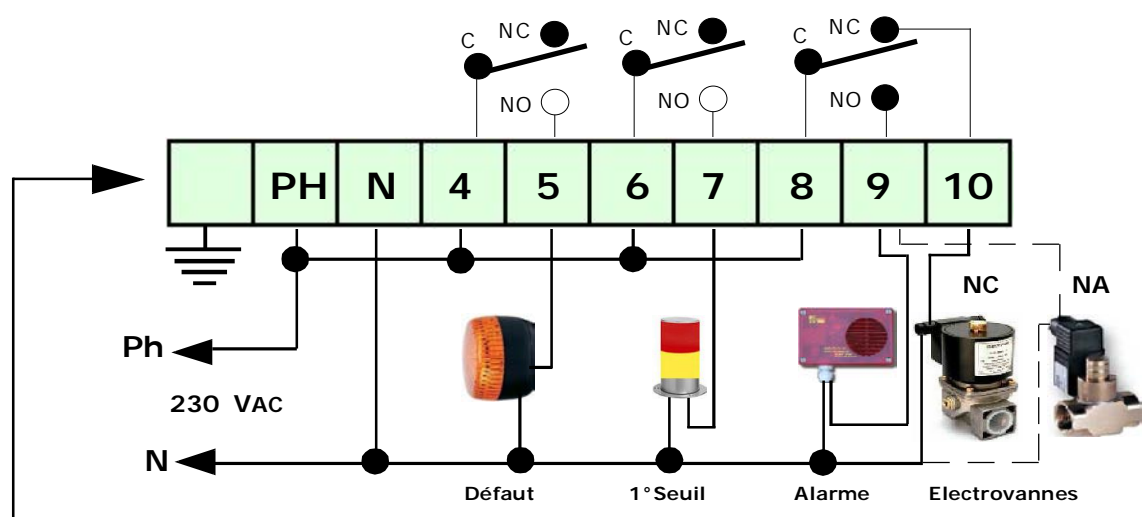 C NC C NC C NC
NO NO NO
PH N 4 5 6 7 8 9 10
NC NA
Ph
230 VAC
N
Défaut 1°Seuil Alarme Electrovannes